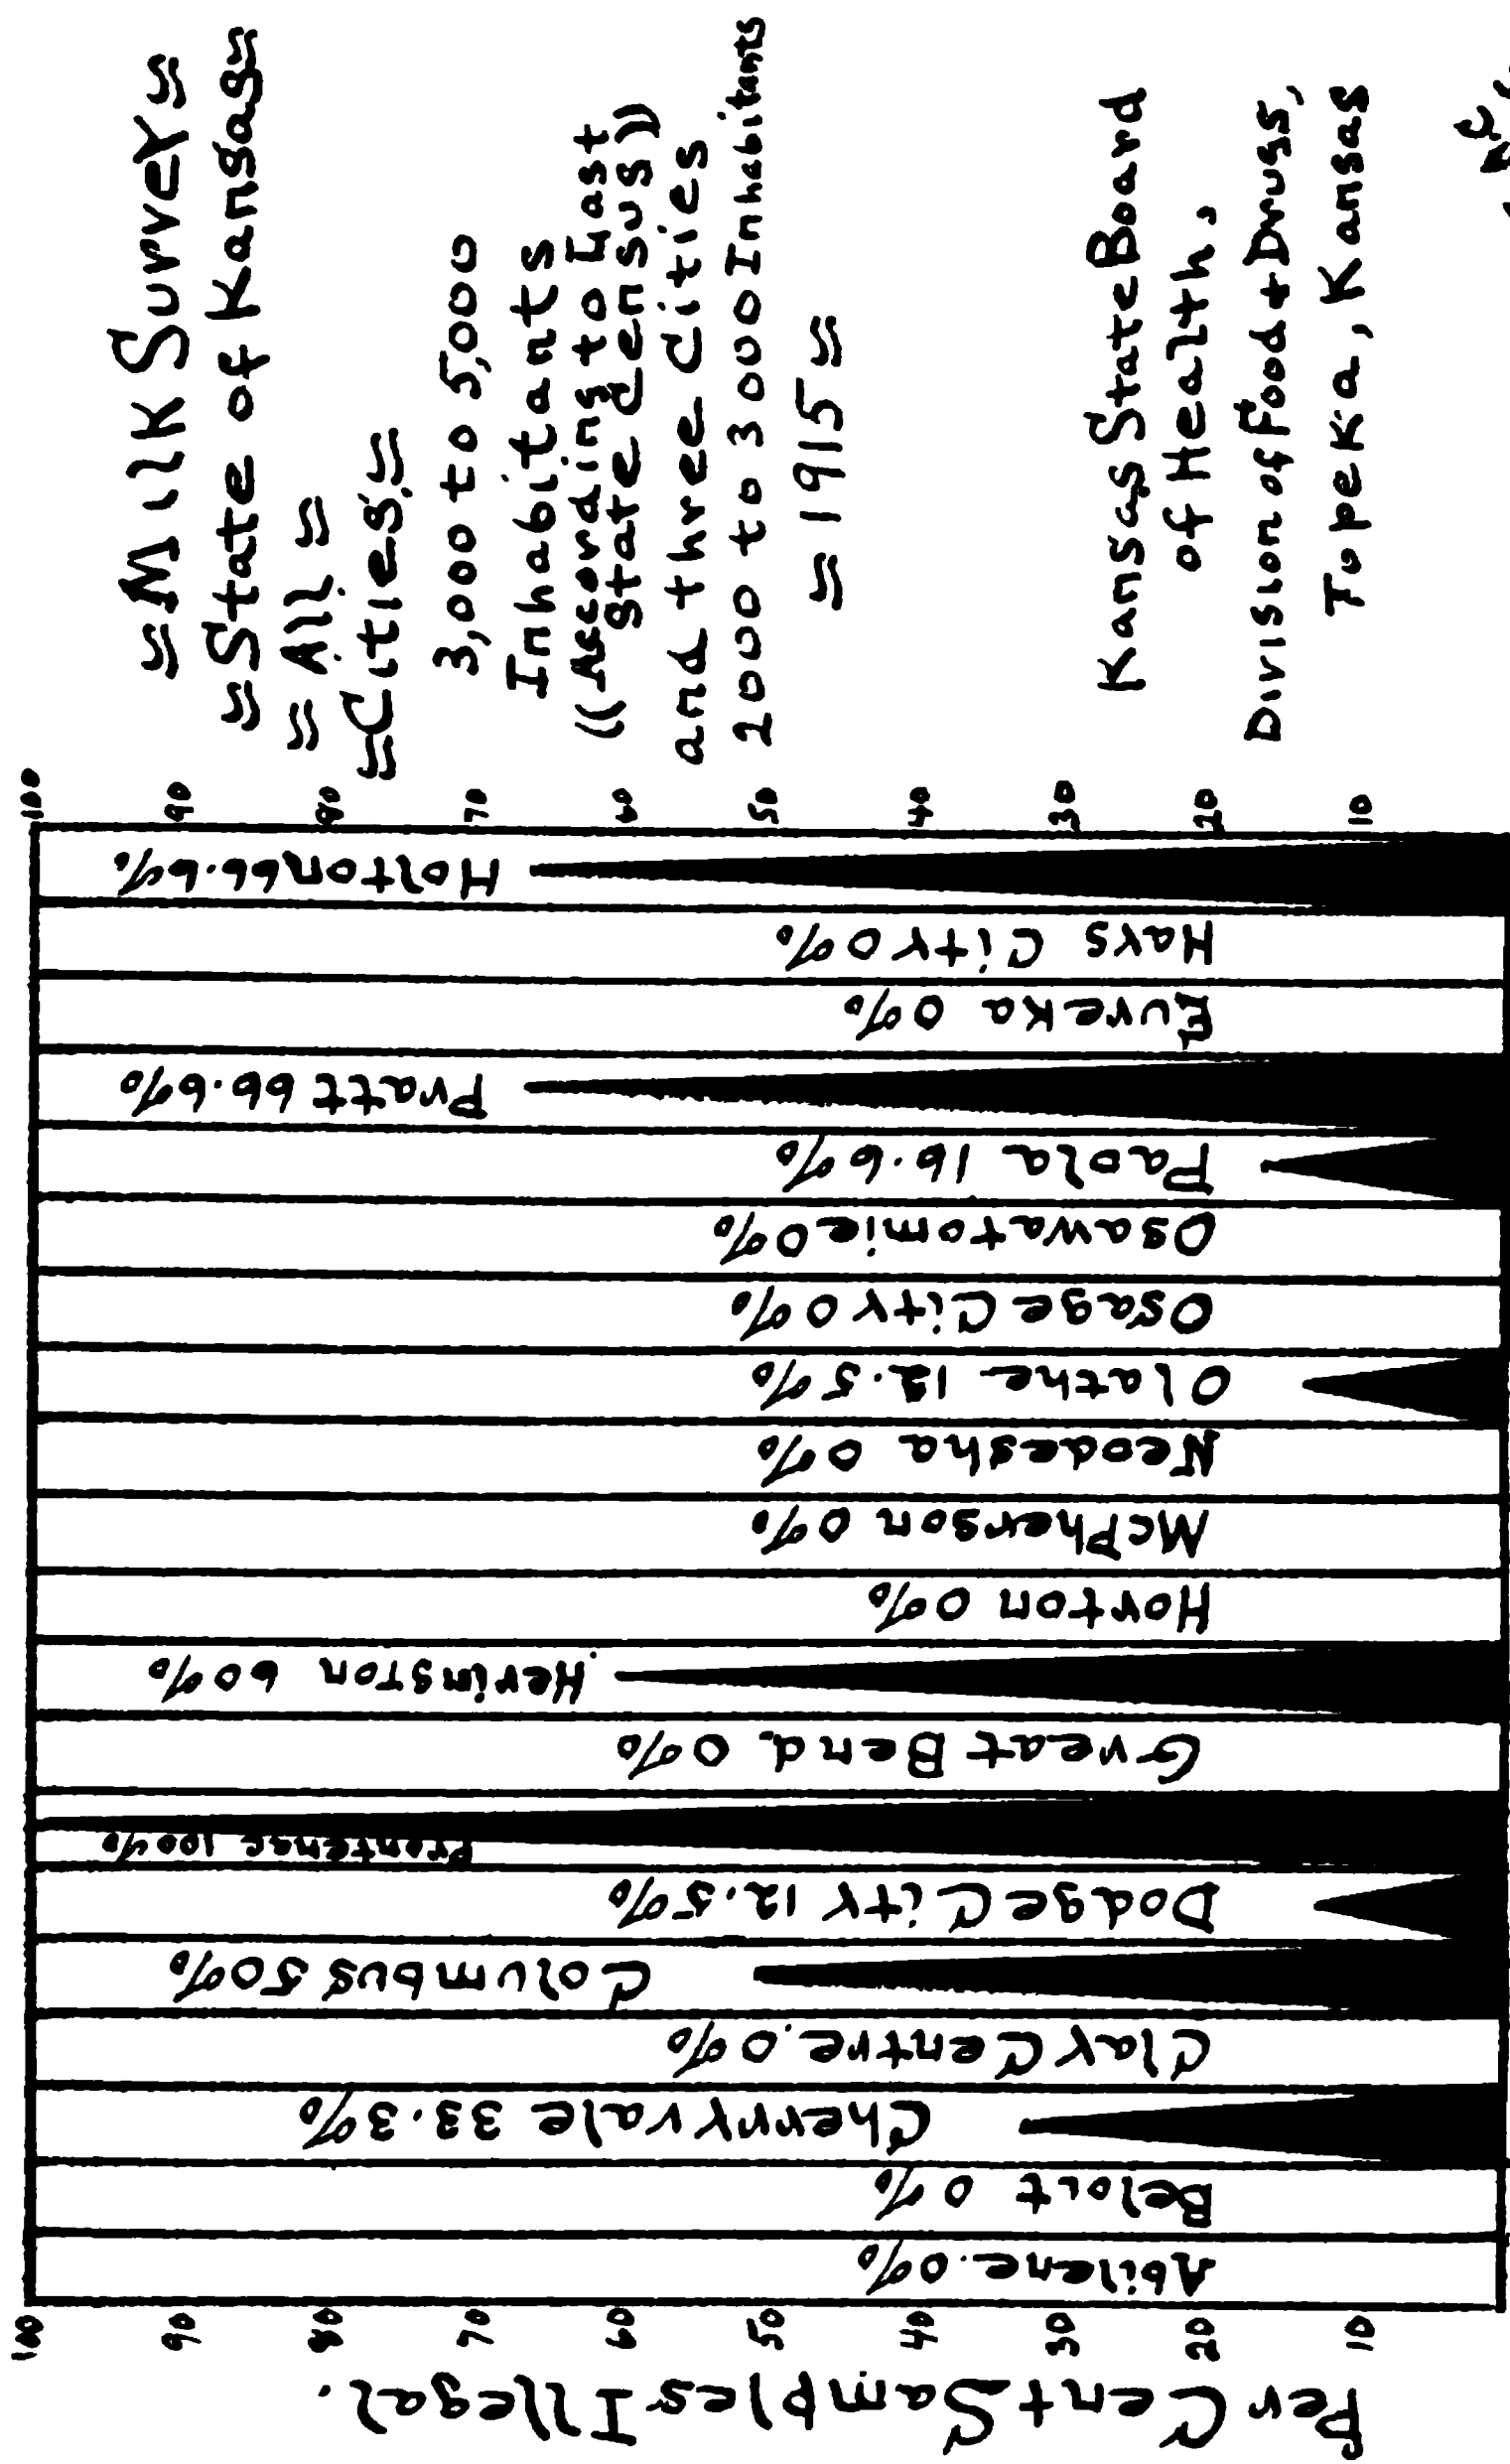 Milk Survey
State of Kansas
All
Cities
3,000 to 5,000
Inhabitants
((According to Last
State Census))
and three Cities
2000 to 3000 Inhabitants
1915
Kansas State Board
of Health,
Division of Food & Drugs,
Topeka, Kansas
Per Cent Samples Illegal.
100
90
80
70
60
50
40
30
20
10
Abilene. 0%
Beloit 0%
Cherryvale 33.3%
Clay Centre. 0%
Columbus 50%
Dodge City 12.5%
Frontenac 100%
Great Bend. 0%
Herington 60%
Horton 0%
McPherson 0%
Neodesha 0%
Olathe 12.5%
Osage City 0%
Osawatomie 0%
Paola 16.6%
Pratt 66.6%
Eureka 0%
Hays City 0%
Holton 66.6%
100
90
80
70
60
50
40
30
20
10